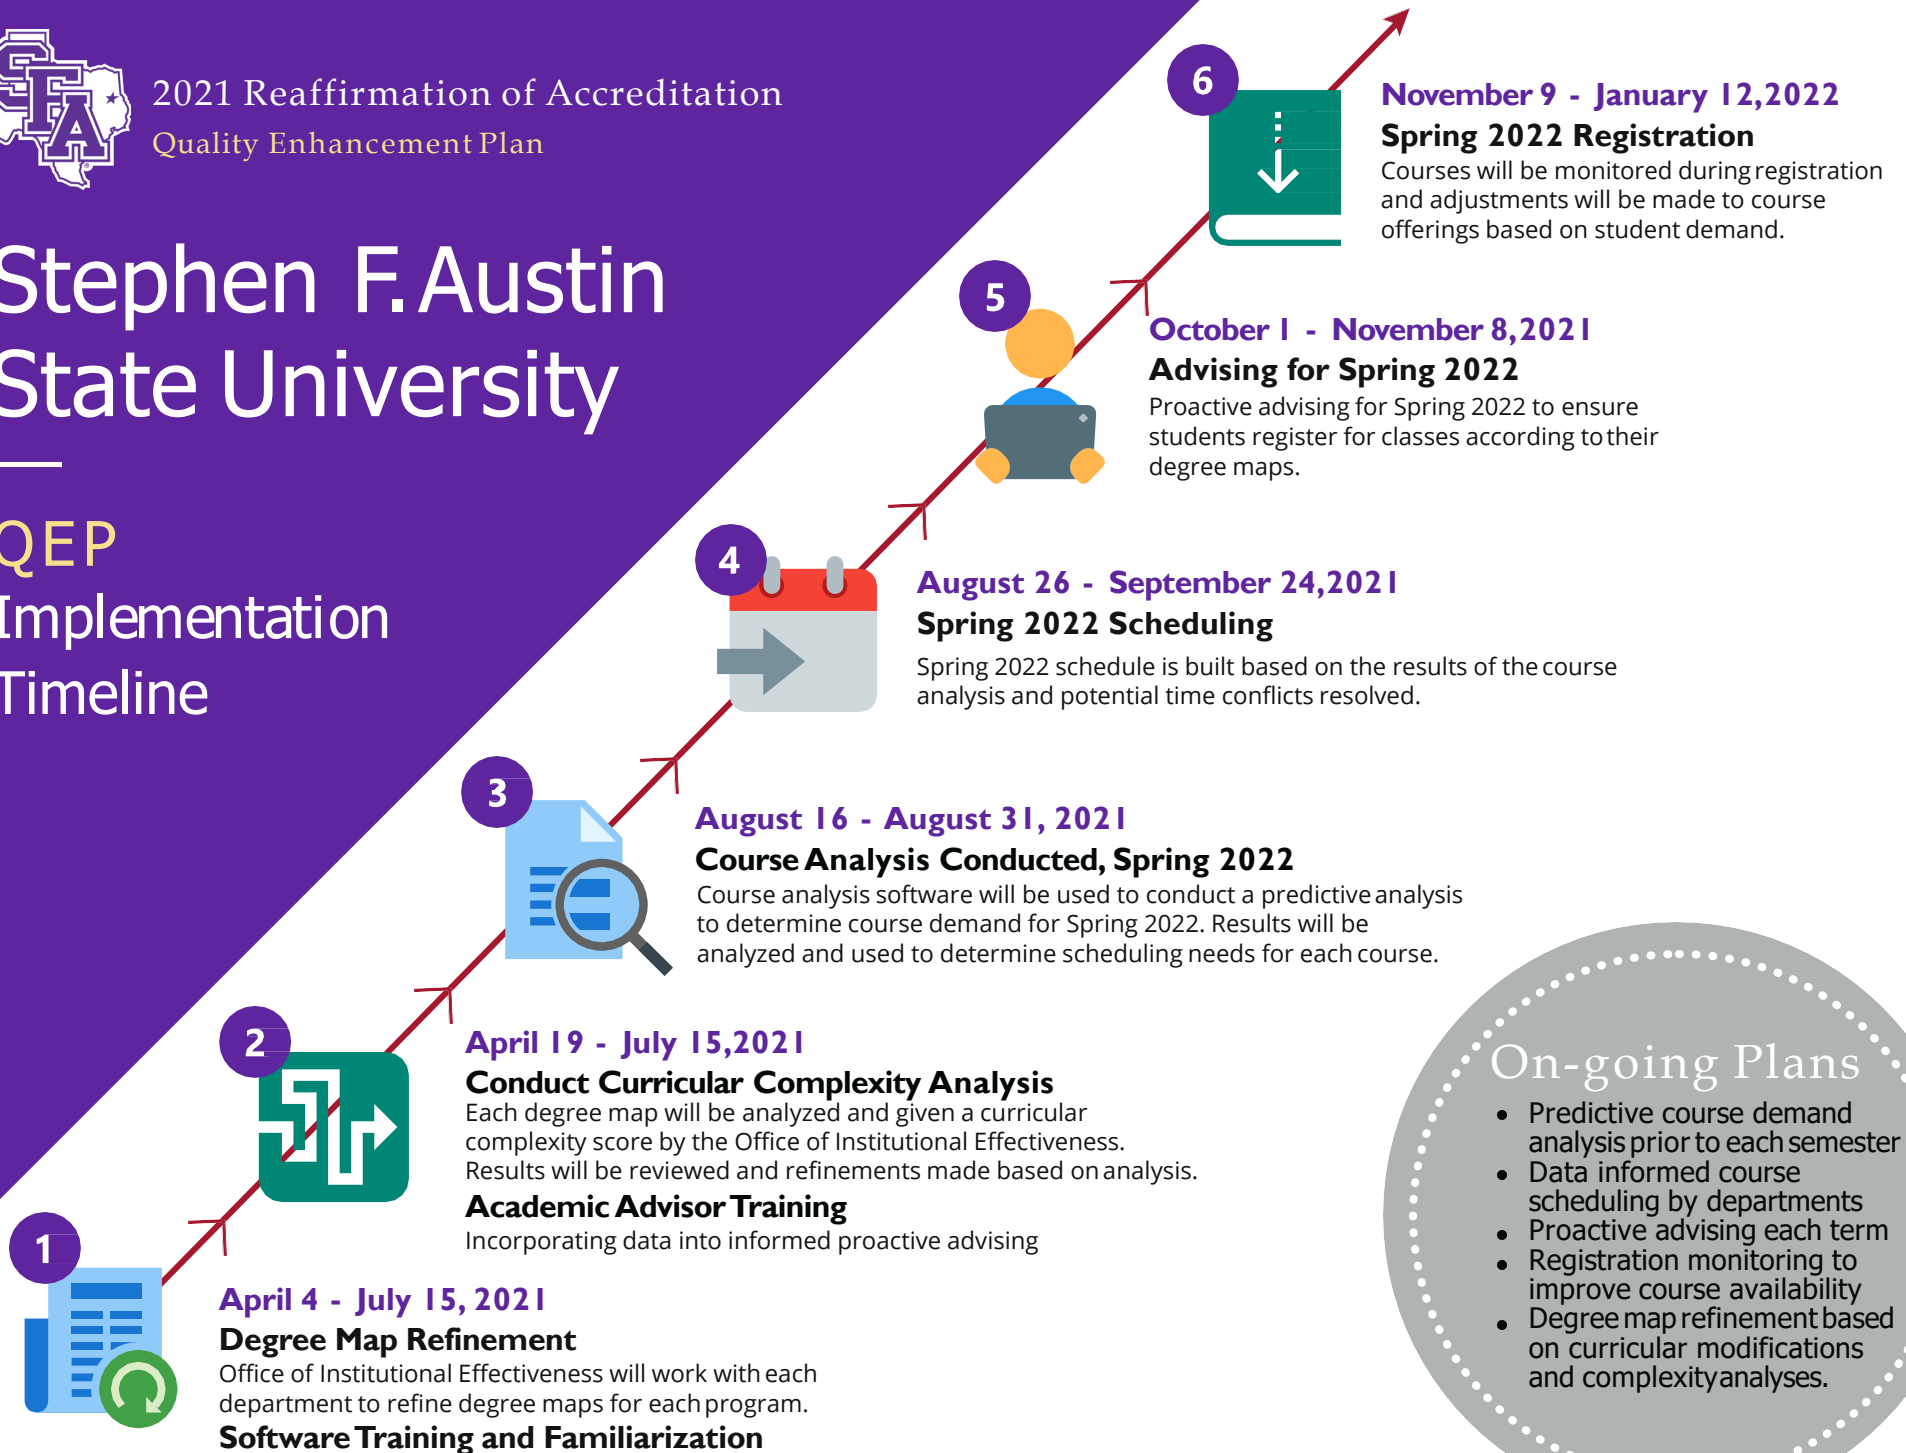 SFA
2021 Reaffirmation of Accreditation
Quality Enhancement Plan
Stephen F. Austin
State University
QEP
Implementation
Timeline
6
November 9 - January 12,2022
Spring 2022 Registration
Courses will be monitored during registration
and adjustments will be made to course
offerings based on student demand.
5
October 1 - November 8,2021
Advising for Spring 2022
Proactive advising for Spring 2022 to ensure
students register for classes according to their
degree maps.
4
August 26 - September 24,2021
Spring 2022 Scheduling
Spring 2022 schedule is built based on the results of the course
analysis and potential time conflicts resolved.
3
August 16 - August 31, 2021
Course Analysis Conducted, Spring 2022
Course analysis software will be used to conduct a predictive analysis
to determine course demand for Spring 2022. Results will be
analyzed and used to determine scheduling needs for each course.
2
April 19 - July 15,2021
Conduct Curricular Complexity Analysis
Each degree map will be analyzed and given a curricular
complexity score by the Office of Institutional Effectiveness.
Results will be reviewed and refinements made based on analysis.
Academic Advisor Training
Incorporating data into informed proactive advising
1
April 4 - July 15, 2021
Degree Map Refinement
Office of Institutional Effectiveness will work with each
department to refine degree maps for each program.
Software Training and Familiarization
On-going Plans
• Predictive course demand
analysis prior to each semester
• Data informed course
scheduling by departments
• Proactive advising each term
• Registration monitoring to
improve course availability
• Degree map refinement based
on curricular modifications
and complexity analyses.